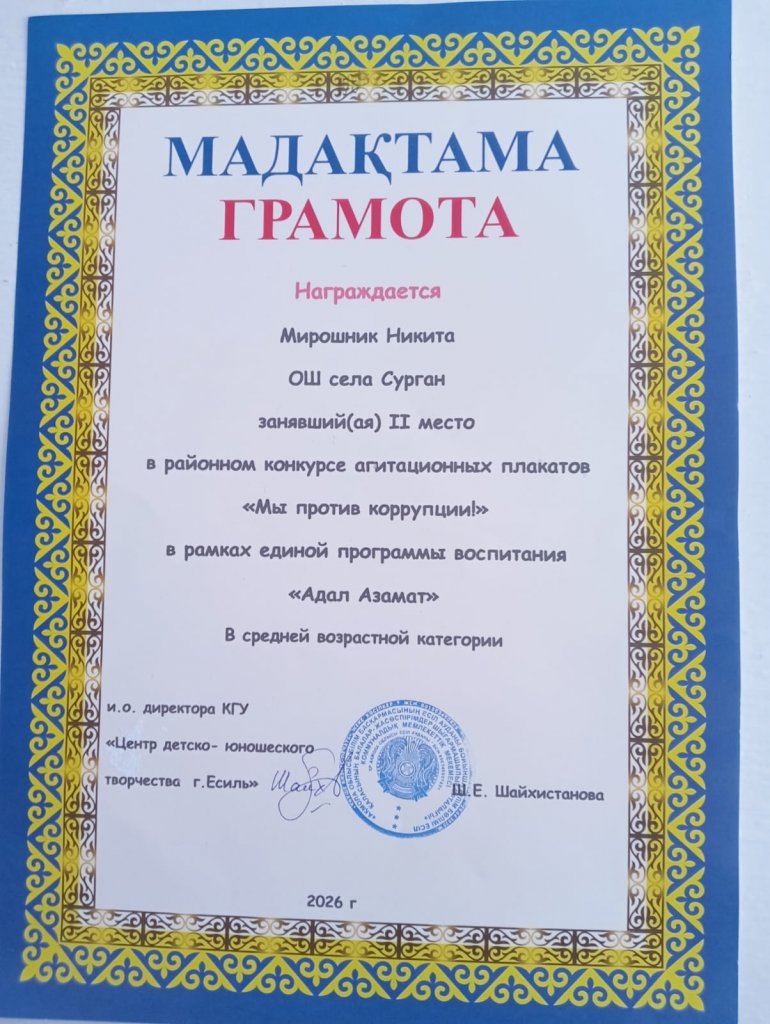 МАДАҚТАМА
ГРАМОТА
Награждается
Мирошник Никита
ОШ села Сурган
занявший(ая) II место
в районном конкурсе агитационных плакатов
«Мы против коррупции!»
в рамках единой программы воспитания
«Адал Азамат»
В средней возрастной категории
и.о. директора КГУ
«Центр детско- юношеского
творчества г.Есиль»
Ш.Е. Шайхистанова
2026 г